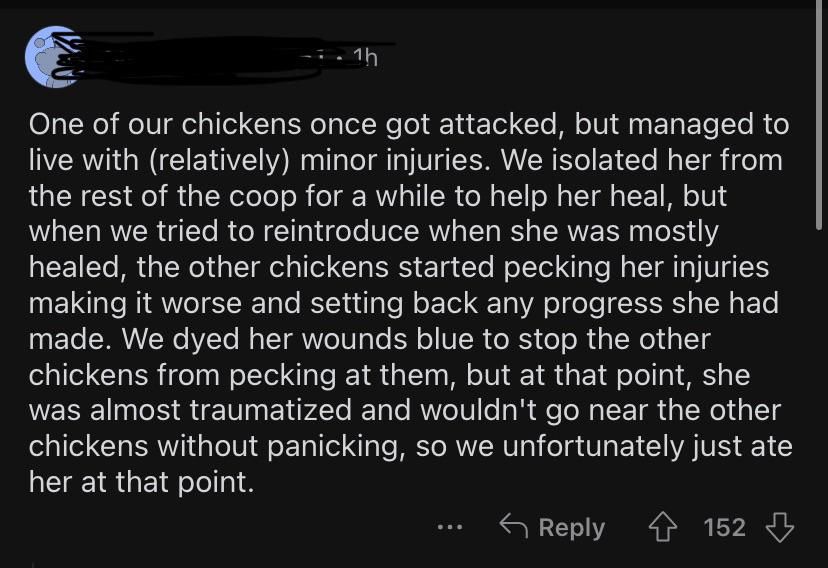 1h
One of our chickens once got attacked, but managed to
live with (relatively) minor injuries. We isolated her from
the rest of the coop for a while to help her heal, but
when we tried to reintroduce when she was mostly
healed, the other chickens started pecking her injuries
making it worse and setting back any progress she had
made. We dyed her wounds blue to stop the other
chickens from pecking at them, but at that point, she
was almost traumatized and wouldn't go near the other
chickens without panicking, so we unfortunately just ate
her at that point.
... Reply 152